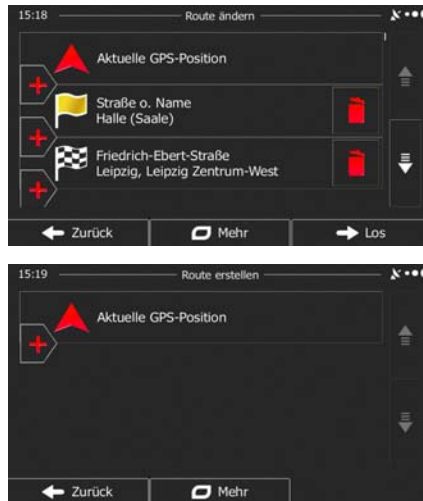 15:18 Route ändern
Aktuelle GPS-Position
Straße o. Name
Halle (Saale)
Friedrich-Ebert-Straße
Leipzig, Leipzig Zentrum-West
Zurück Mehr Los
15:19 Route erstellen
Aktuelle GPS-Position
Zurück Mehr